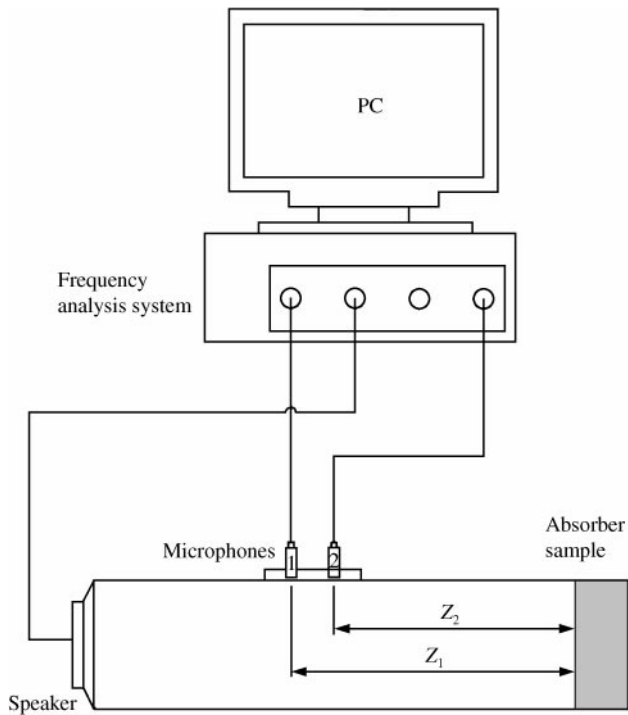 PC
Frequency
analysis system
Microphones
1
2
Absorber
sample
Z₂
Z₁
Speaker